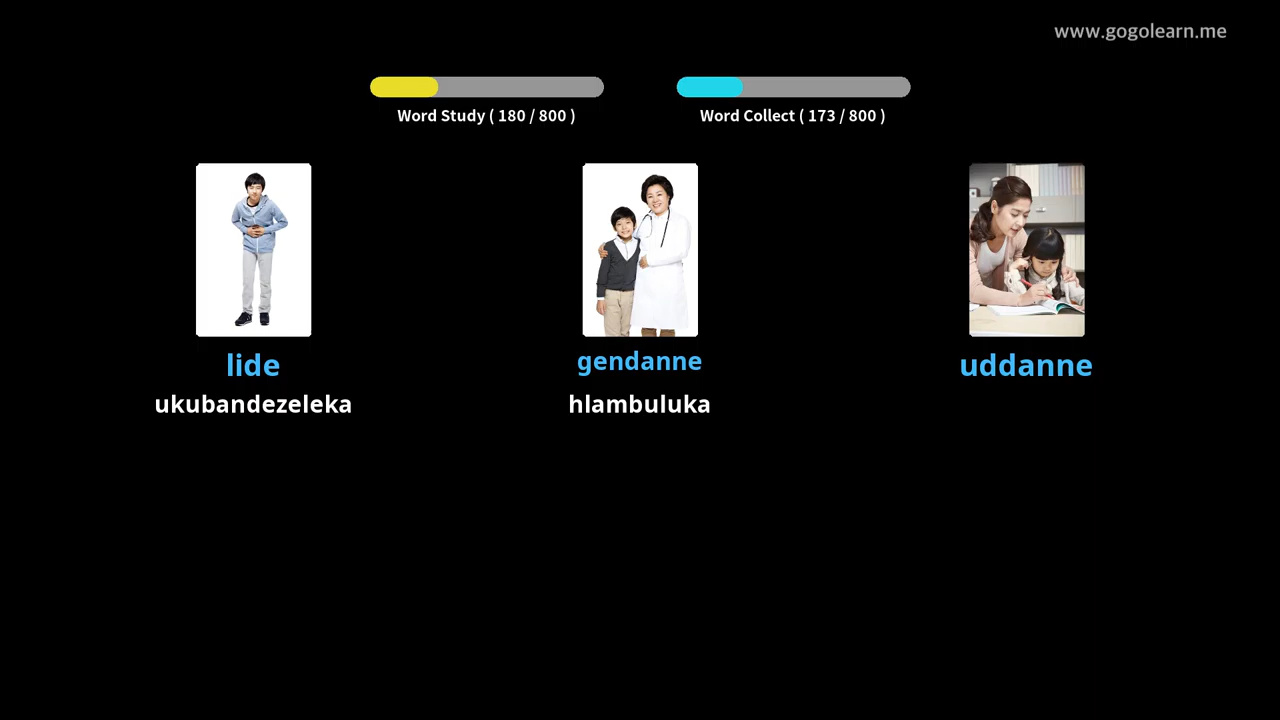 www.gogolearn.me
Word Study ( 180 / 800 )
Word Collect ( 173 / 800 )
lide
gendanne
uddanne
ukubandezeleka
hlambuluka